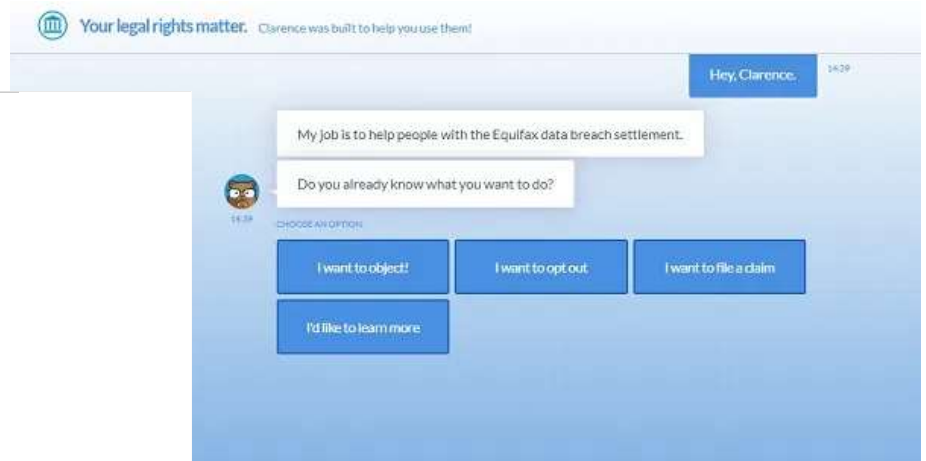 Your legal rights matter. Clarence was built to help you use them!
Hey, Clarence.
14:39
My job is to help people with the Equifax data breach settlement.
Do you already know what you want to do?
14:39
CHOOSE AN OPTION
I want to object!
I want to opt out
I want to file a claim
I'd like to learn more